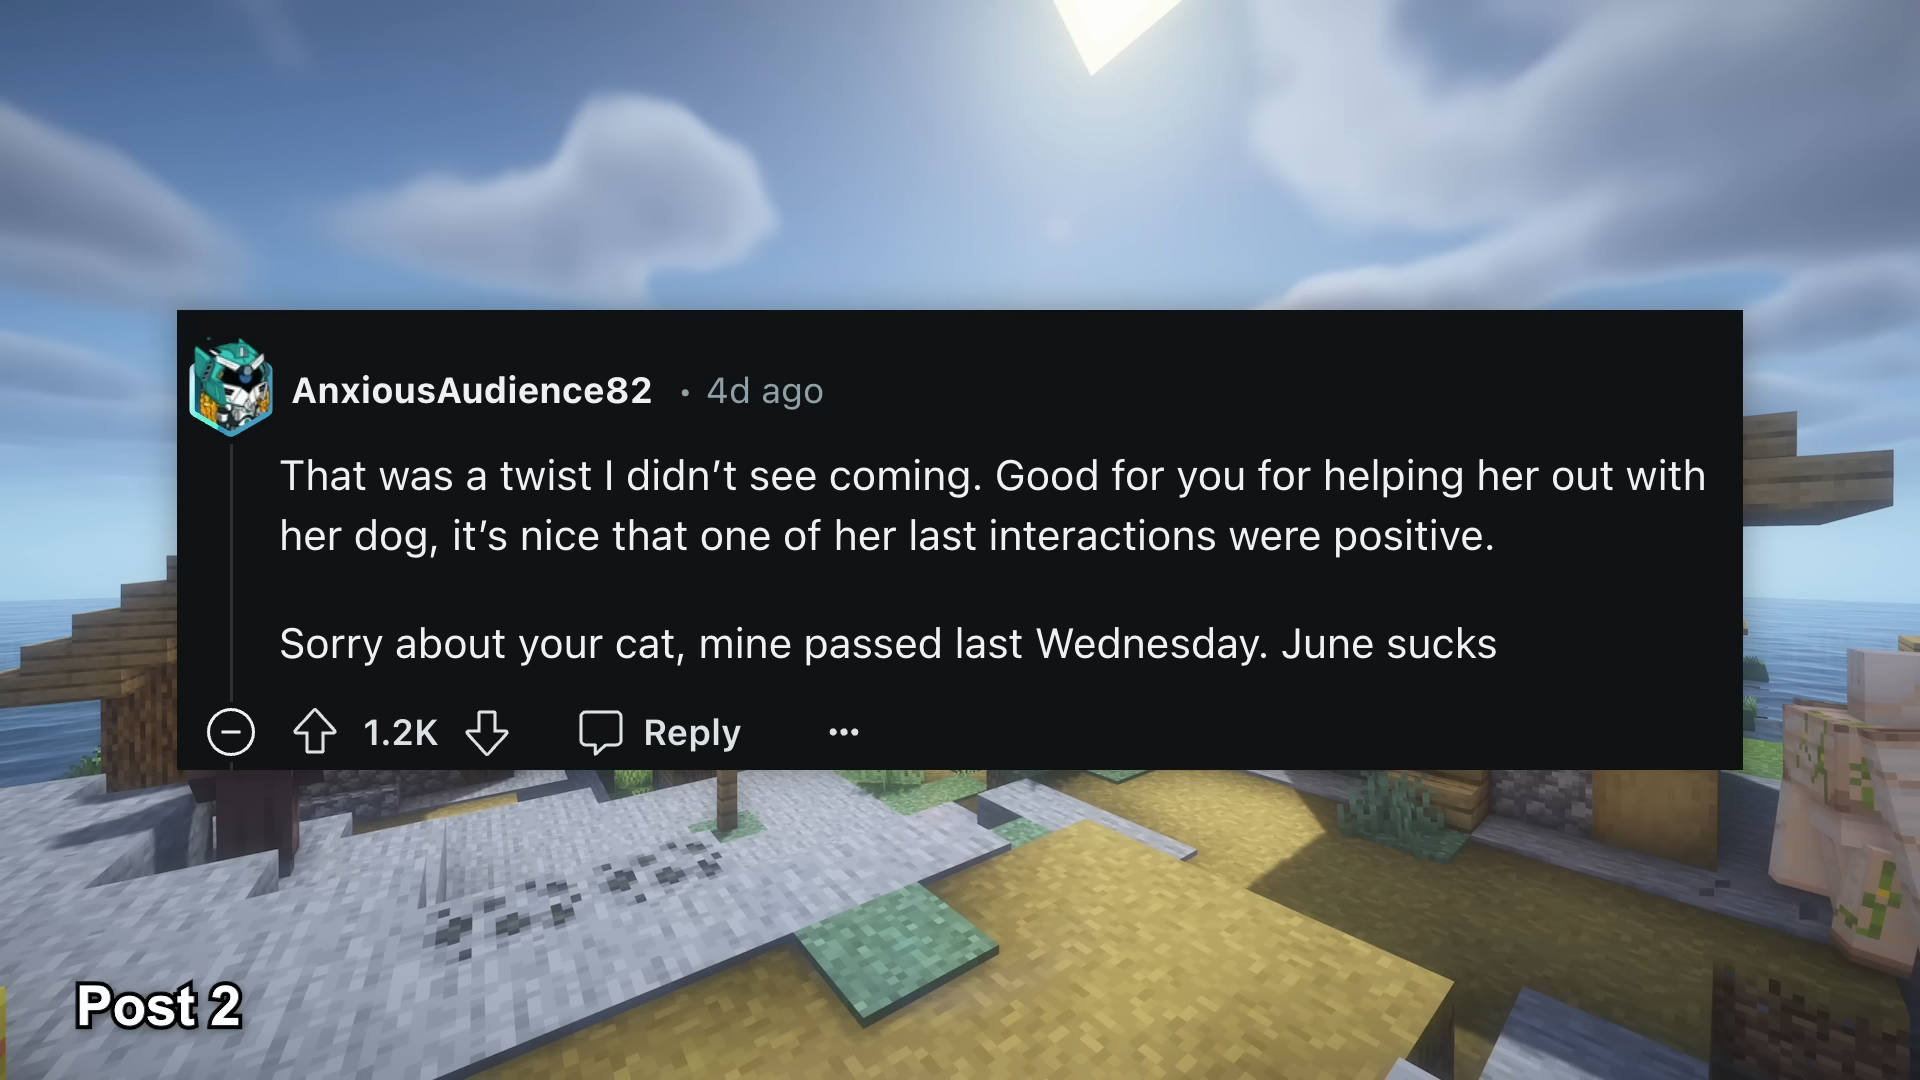 AnxiousAudience82 • 4d ago
That was a twist I didn’t see coming. Good for you for helping her out with
her dog, it’s nice that one of her last interactions were positive.
Sorry about your cat, mine passed last Wednesday. June sucks
1.2K Reply ···
Post 2